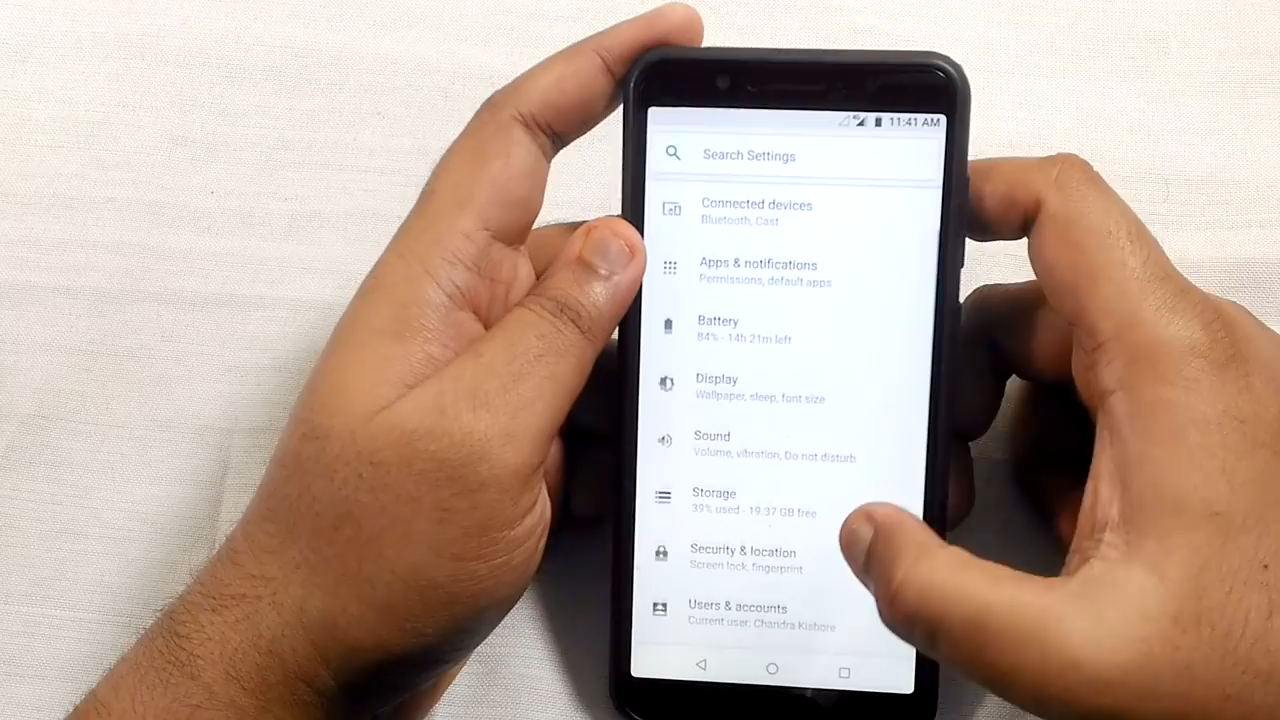 11:41 AM
Search Settings
Connected devices
Bluetooth, Cast
Apps & notifications
Permissions, default apps
Battery
84% - 14h 21m left
Display
Wallpaper, sleep, font size
Sound
Volume, vibration, Do not disturb
Storage
39% used - 19.37 GB free
Security & location
Screen lock, fingerprint
Users & accounts
Current user: Chandra Kishore